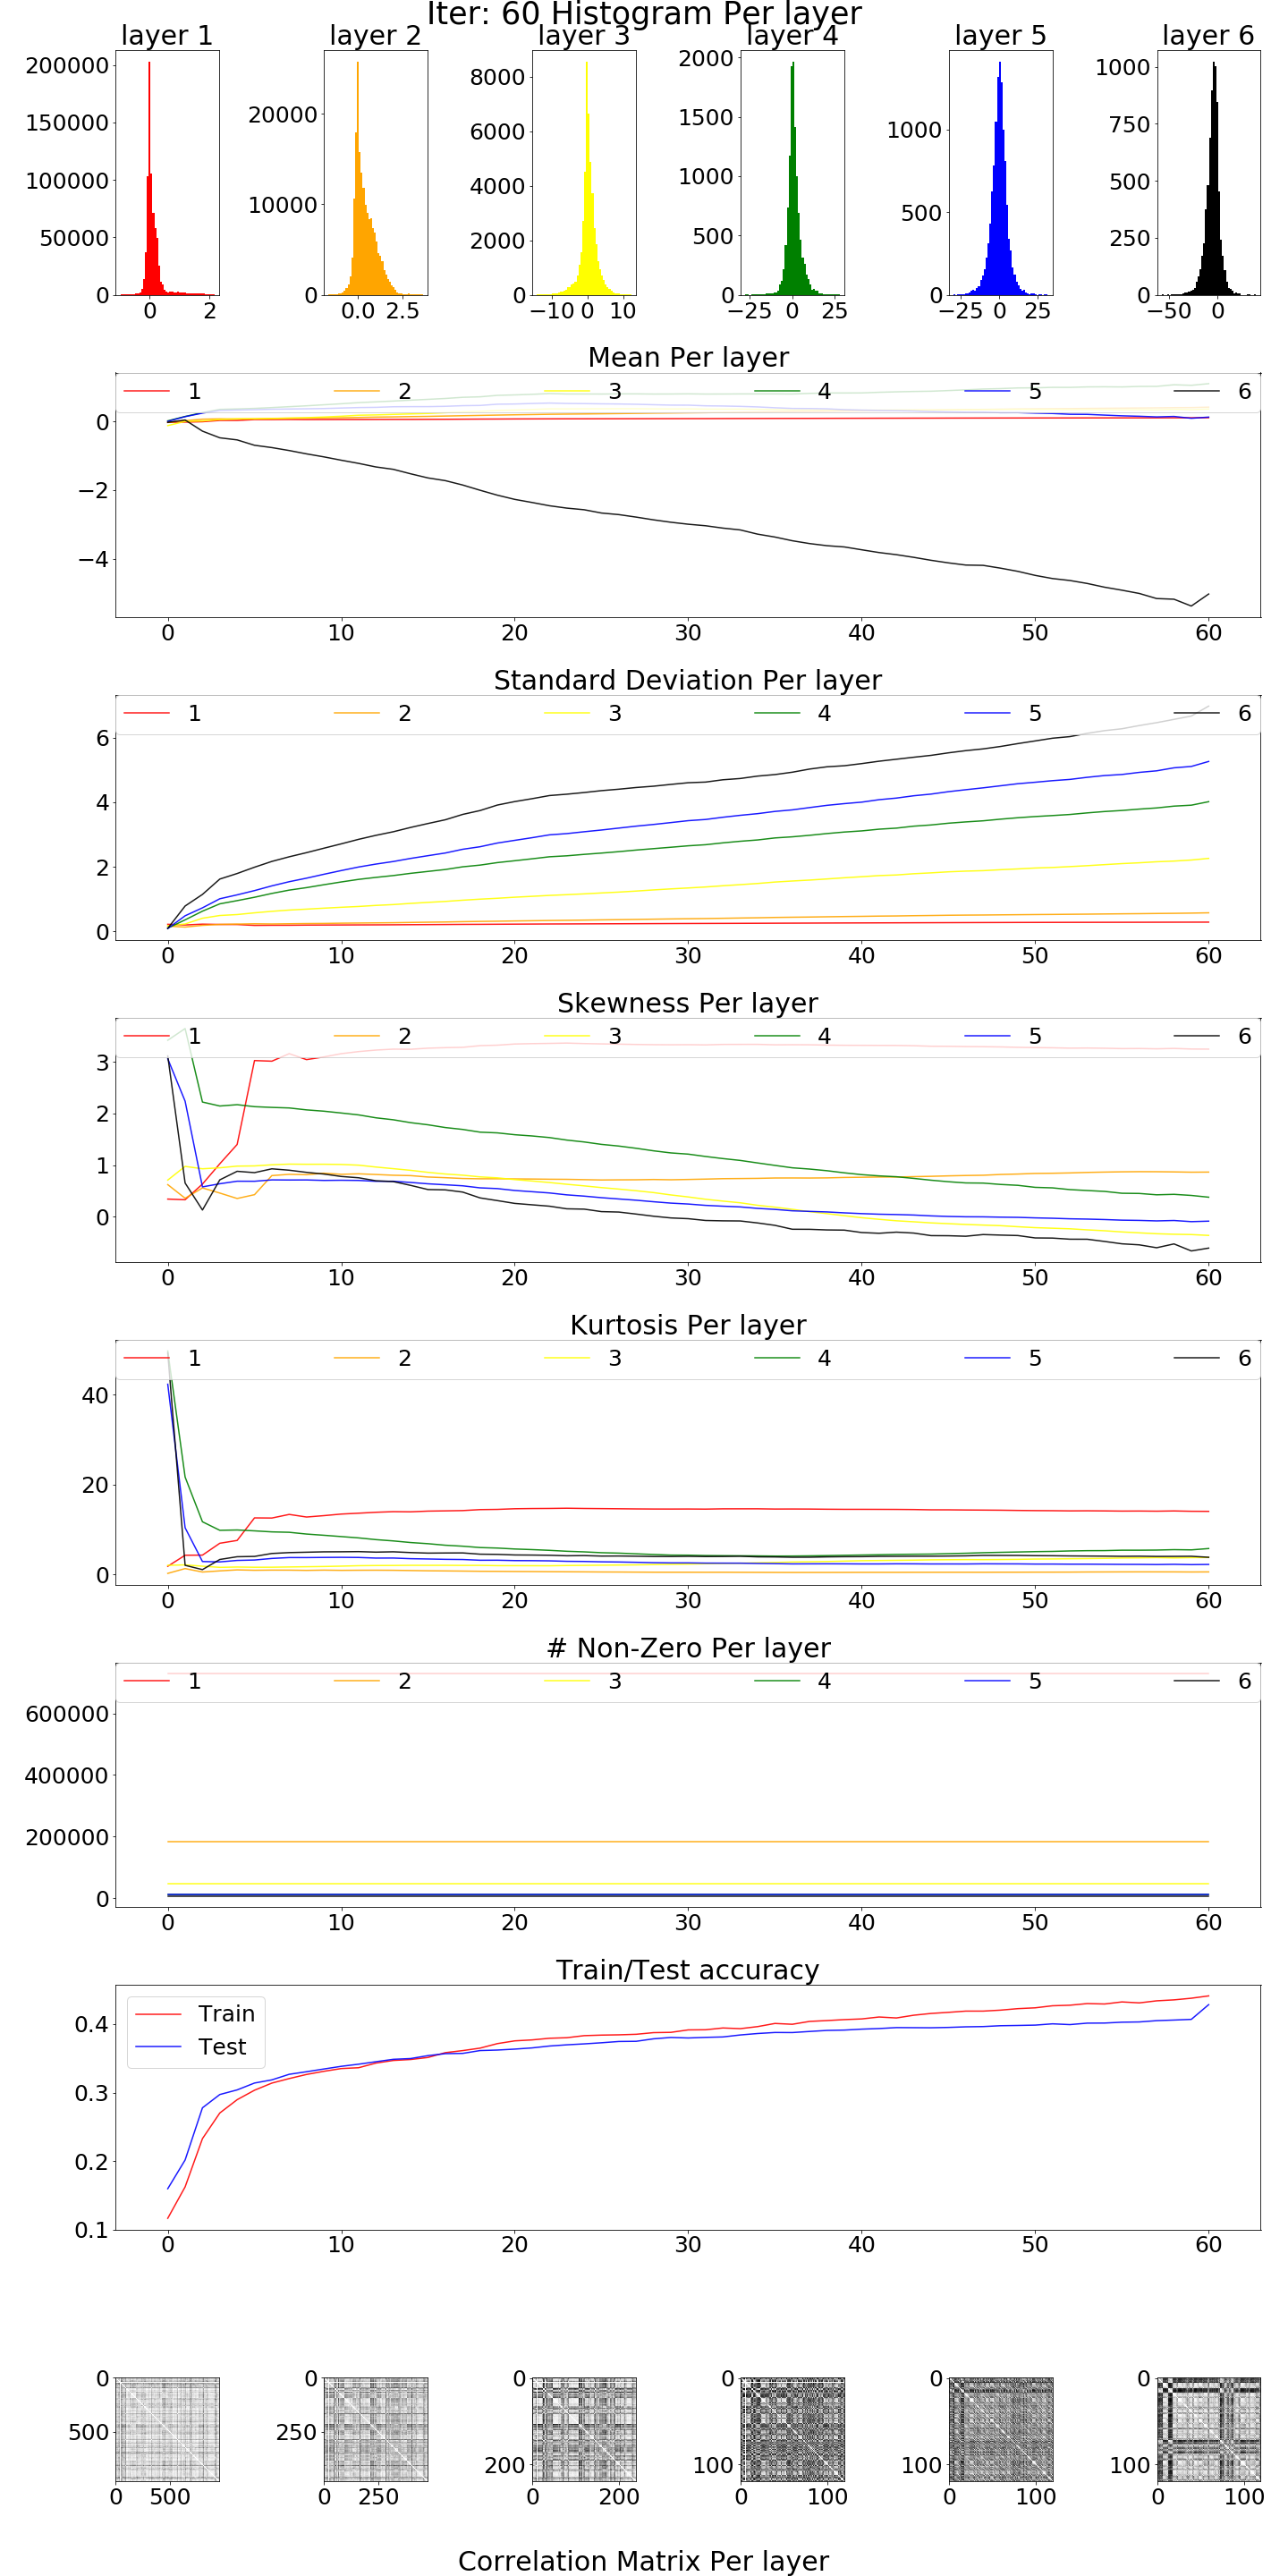 Iter: 60 Histogram Per layer
layer 1 layer 2 layer 3 layer 4 layer 5 layer 6
200000 150000 100000 50000 0
0 2
20000 10000 0
0.0 2.5
8000 6000 4000 2000 0
−10 0 10
2000 1500 1000 500 0
−25 0 25
1000 500 0
−25 0 25
1000 750 500 250 0
−50 0
Mean Per layer
1 2 3 4 5 6
0
−2
−4
0 10 20 30 40 50 60
Standard Deviation Per layer
1 2 3 4 5 6
6
4
2
0
0 10 20 30 40 50 60
Skewness Per layer
1 2 3 4 5 6
3
2
1
0
0 10 20 30 40 50 60
Kurtosis Per layer
1 2 3 4 5 6
40
20
0
0 10 20 30 40 50 60
# Non-Zero Per layer
1 2 3 4 5 6
600000
400000
200000
0
0 10 20 30 40 50 60
Train/Test accuracy
Train
Test
0.4
0.3
0.2
0.1
0 10 20 30 40 50 60
0 500
0 500
0 250
0 250
0 200
0 200
0 100
0 100
0 100
0 100
0 100
0 100
Correlation Matrix Per layer